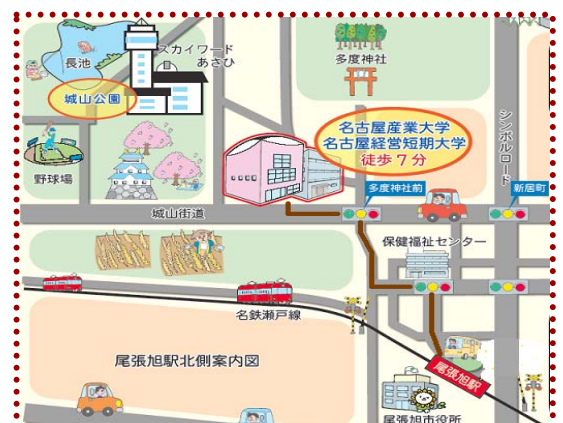 スカイワード
あさひ
長池
城山公園
多度神社
名古屋産業大学
名古屋経営短期大学
徒歩7分
シンボルロード
野球場
多度神社前
新居町
城山街道
保健福祉センター
名鉄瀬戸線
尾張旭駅北側案内図
尾張旭駅
尾張旭市役所